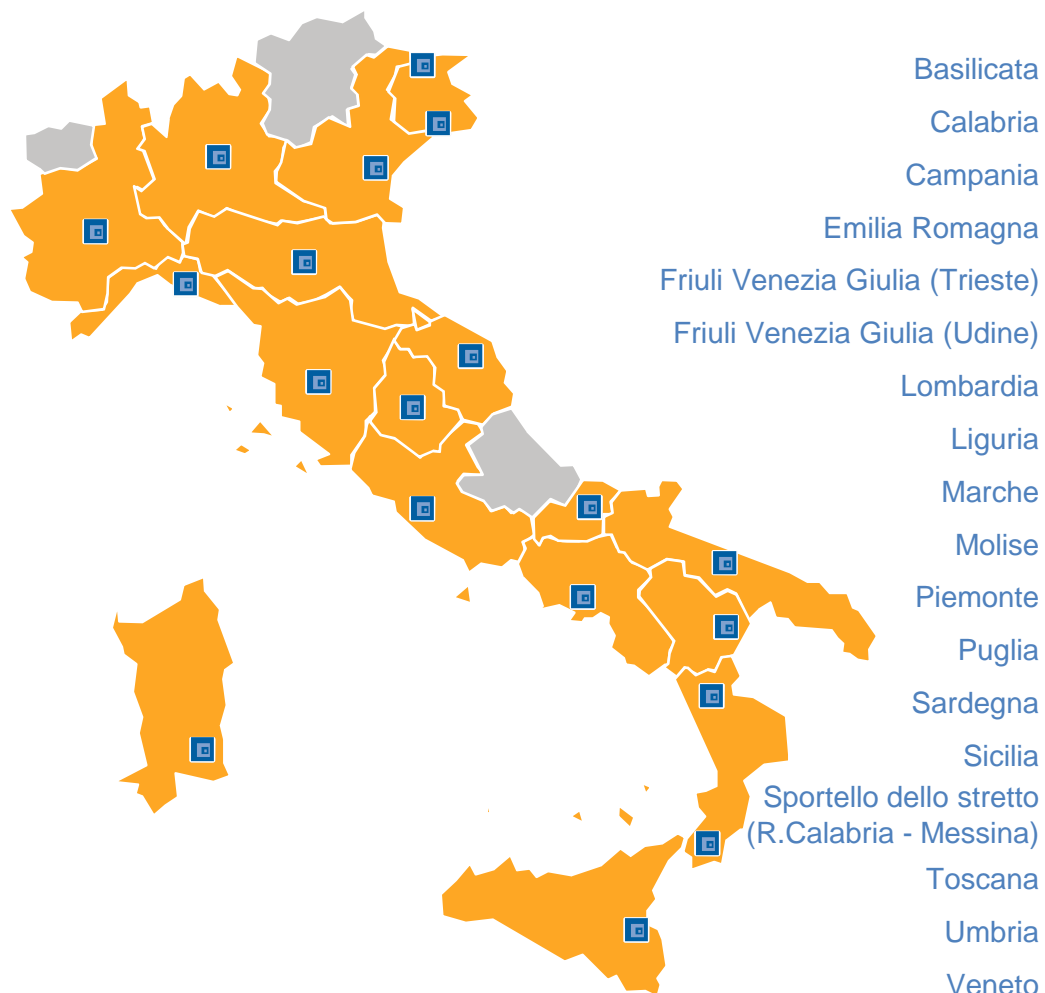 Basilicata
Calabria
Campania
Emilia Romagna
Friuli Venezia Giulia (Trieste)
Friuli Venezia Giulia (Udine)
Lombardia
Liguria
Marche
Molise
Piemonte
Puglia
Sardegna
Sicilia
Sportello dello stretto
(R.Calabria - Messina)
Toscana
Umbria
Veneto